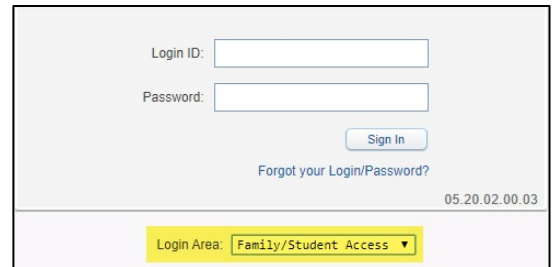 Login ID:
Password:
Sign In
Forgot your Login/Password?
05.20.02.00.03
Login Area: Family/Student Access